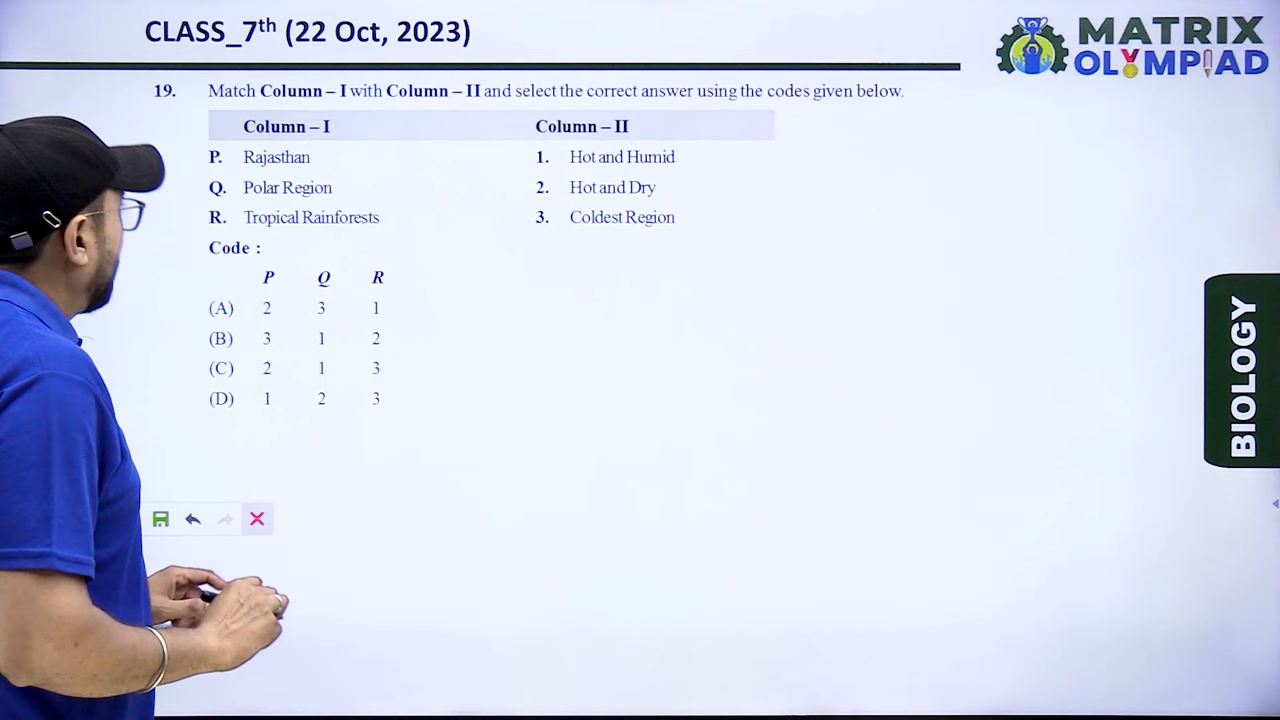 CLASS_7th (22 Oct, 2023)
MATRIX
OLYMPIAD
19. Match Column – I with Column – II and select the correct answer using the codes given below.
Column – I Column – II
P. Rajasthan 1. Hot and Humid
Q. Polar Region 2. Hot and Dry
R. Tropical Rainforests 3. Coldest Region
Code :
P Q R
(A) 2 3 1
(B) 3 1 2
(C) 2 1 3
(D) 1 2 3
BIOLOGY